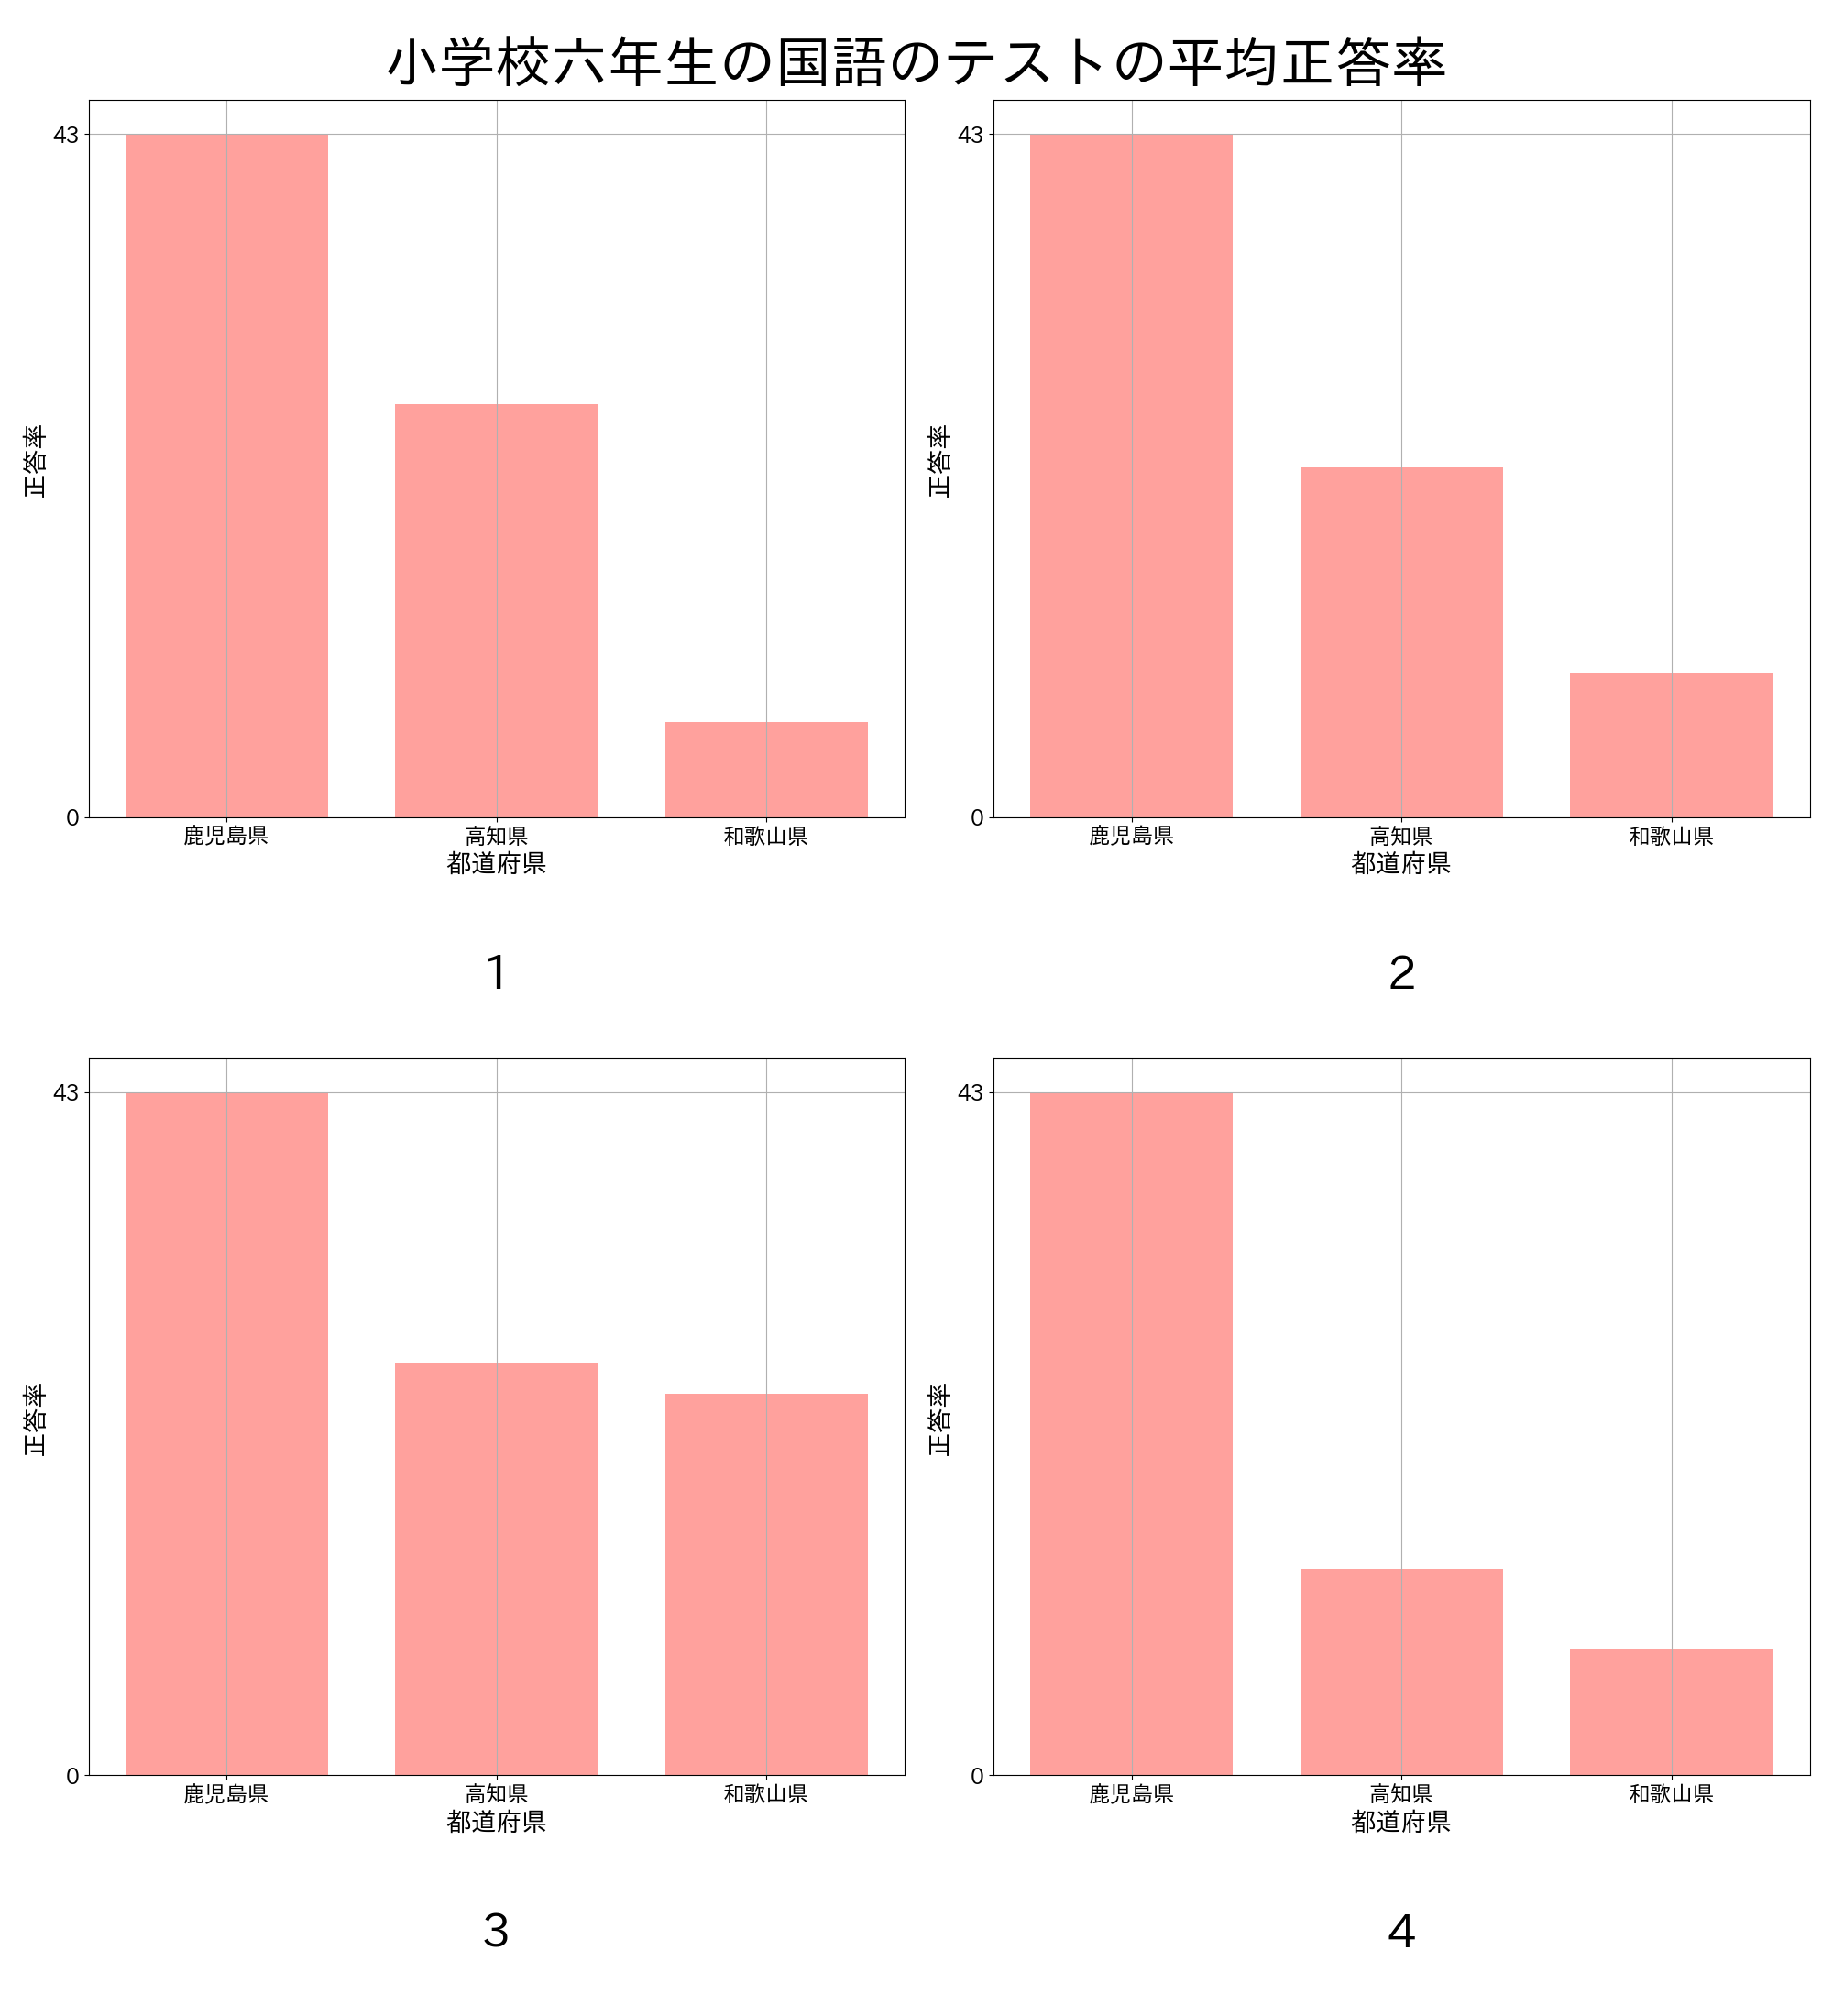 小学校六年生の国語のテストの平均正答率
43
0
正答率
鹿児島県 高知県 和歌山県
都道府県
1
43
0
正答率
鹿児島県 高知県 和歌山県
都道府県
2
43
0
正答率
鹿児島県 高知県 和歌山県
都道府県
3
43
0
正答率
鹿児島県 高知県 和歌山県
都道府県
4